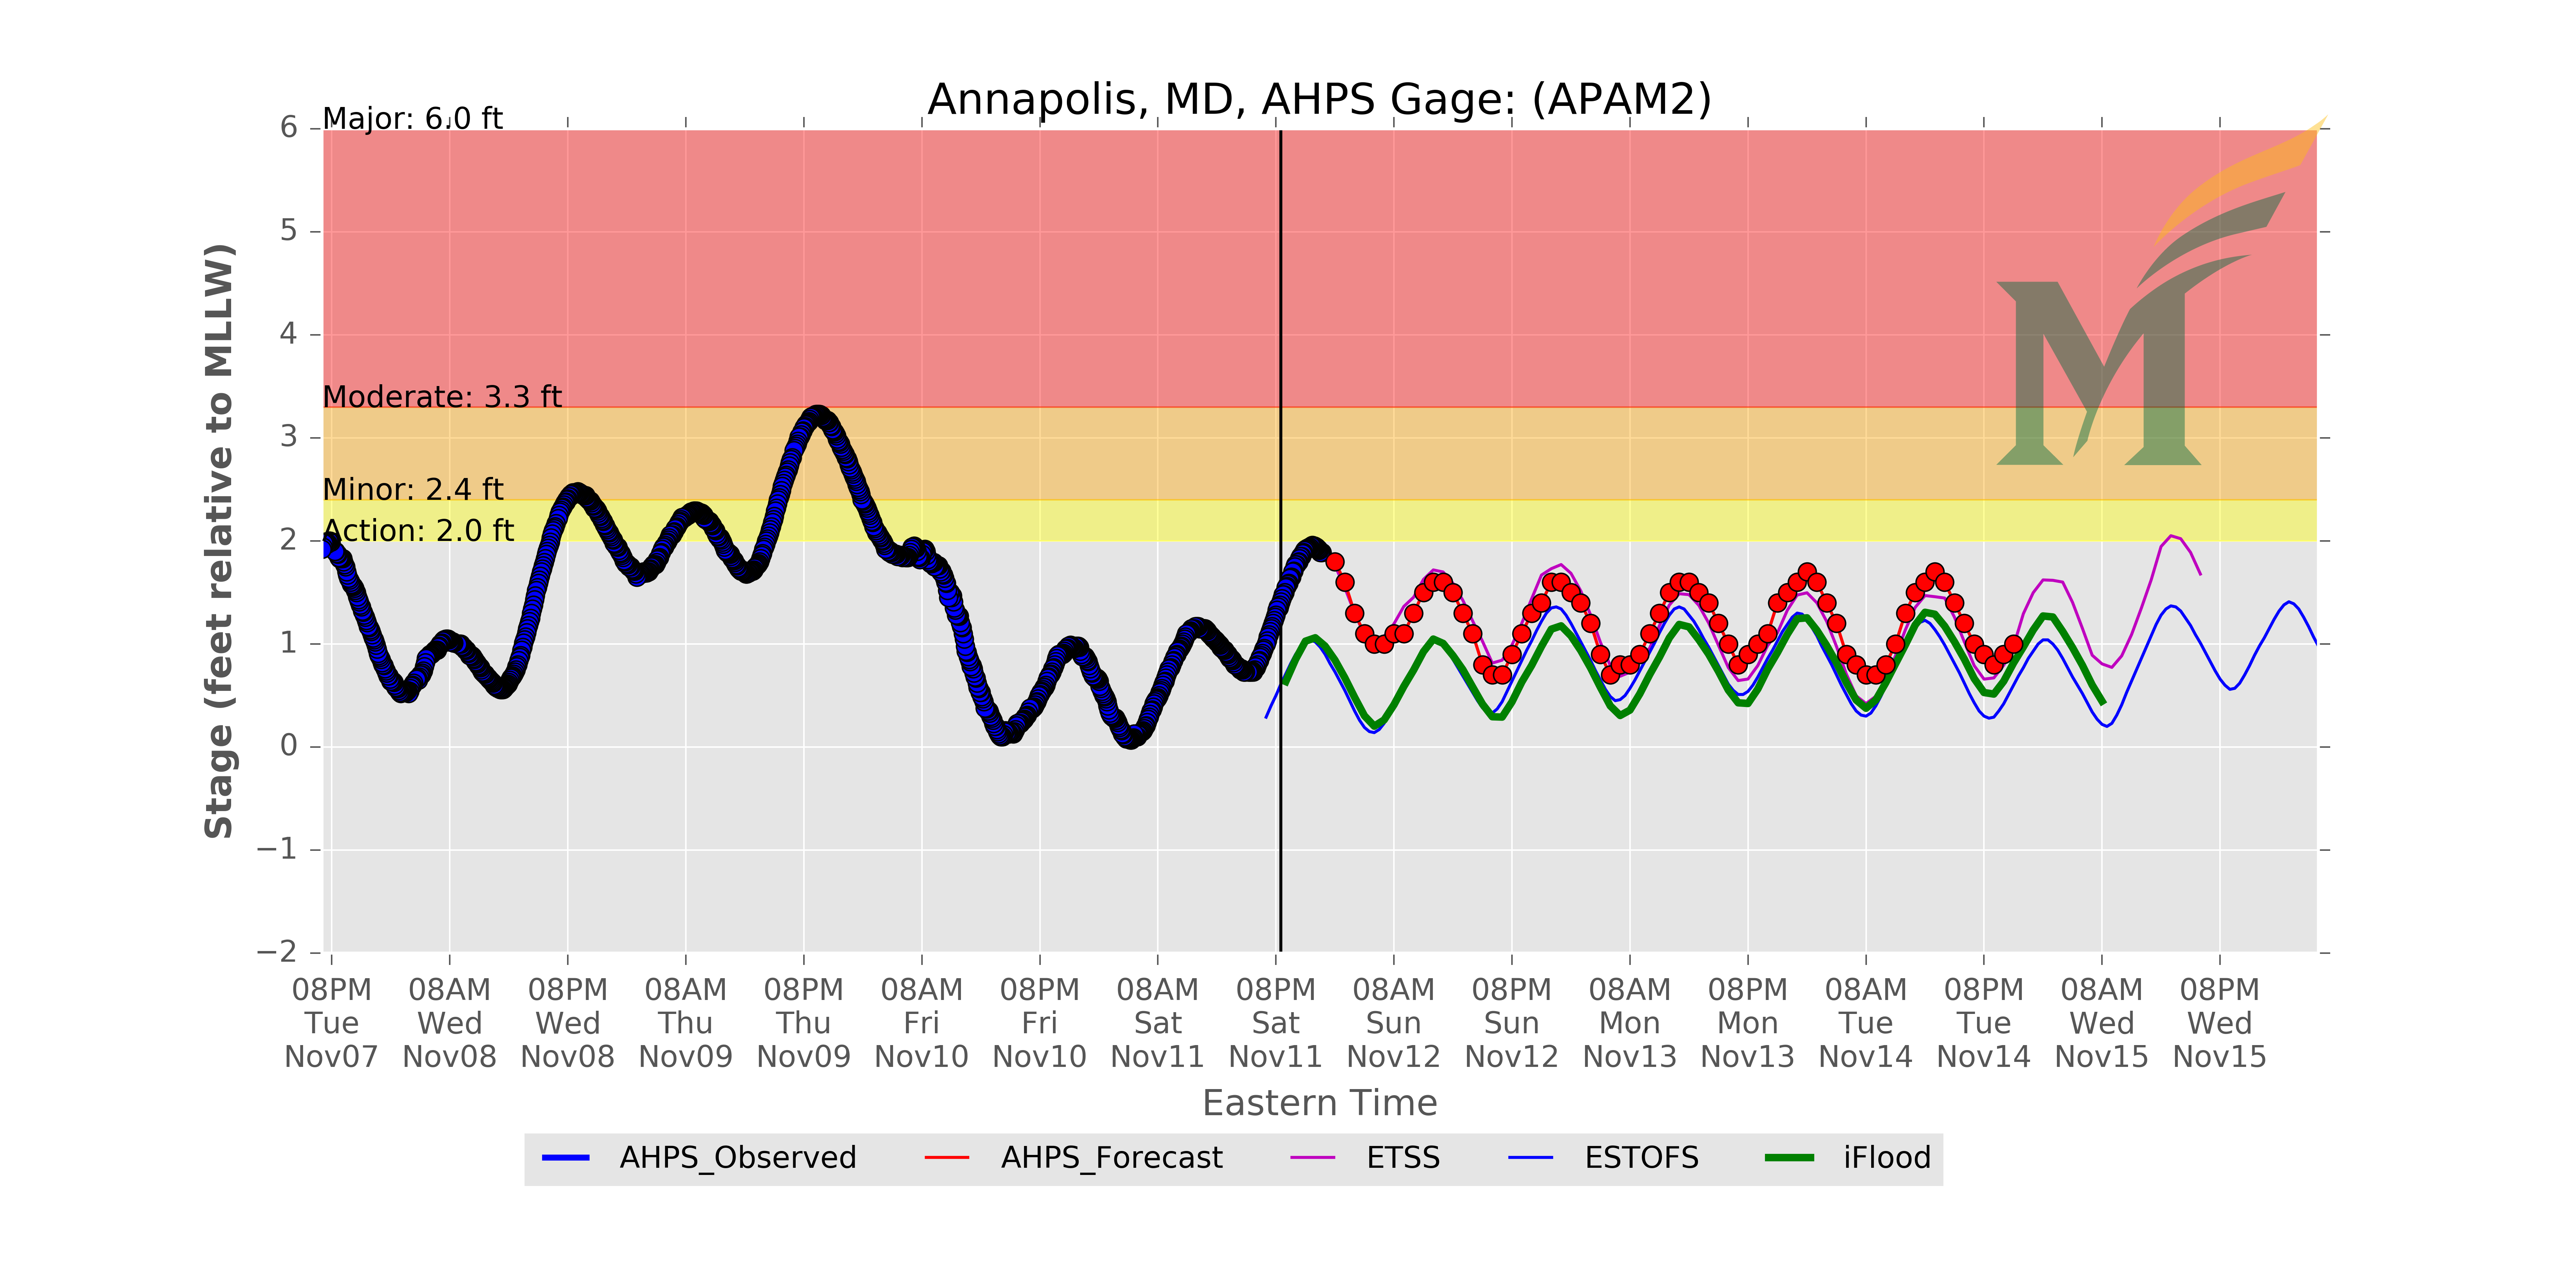 Annapolis, MD, AHPS Gage: (APAM2)
Major: 6.0 ft
Moderate: 3.3 ft
Minor: 2.4 ft
Action: 2.0 ft
Stage (feet relative to MLLW)
6
5
4
3
2
1
0
−1
−2
08PM 08AM 08PM 08AM 08PM 08AM 08PM 08AM 08PM 08AM 08PM 08AM 08PM 08AM 08PM 08AM 08PM
Tue Wed Wed Thu Thu Fri Fri Sat Sat Sun Sun Mon Mon Tue Tue Wed Wed
Nov07 Nov08 Nov08 Nov09 Nov09 Nov10 Nov10 Nov11 Nov11 Nov12 Nov12 Nov13 Nov13 Nov14 Nov14 Nov15 Nov15
Eastern Time
AHPS_Observed AHPS_Forecast ETSS ESTOFS iFlood
M